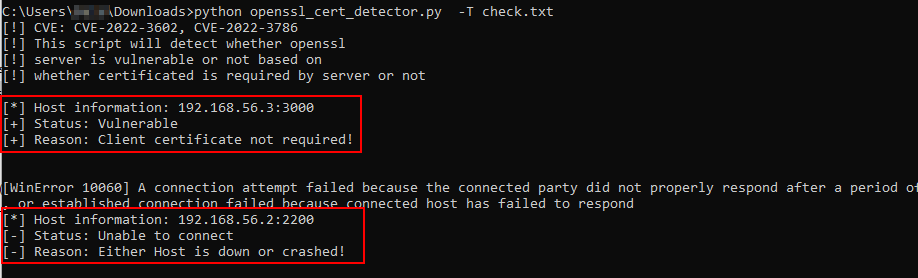 C:\Users\ \Downloads>python openssl_cert_detector.py  -T check.txt
[!] CVE: CVE-2022-3602, CVE-2022-3786
[!] This script will detect whether openssl
[!] server is vulnerable or not based on
[!] whether certificated is required by server or not
[*] Host information: 192.168.56.3:3000
[+] Status: Vulnerable
[+] Reason: Client certificate not required!
[WinError 10060] A connection attempt failed because the connected party did not properly respond after a period of
, or established connection failed because connected host has failed to respond
[*] Host information: 192.168.56.2:2200
[-] Status: Unable to connect
[-] Reason: Either Host is down or crashed!